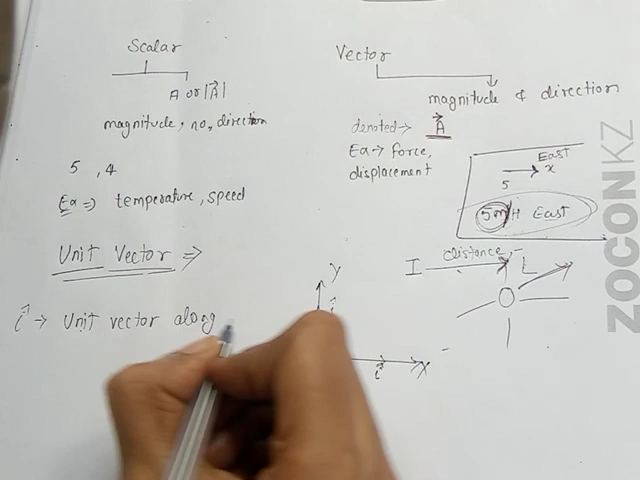 Scalar
A or |A⃗|
magnitude, no, direction
5 , 4
Ex ⇒ temperature, speed
Unit Vector ⇒
i⃗ → Unit vector along
Vector
magnitude & direction
denoted → A⃗
Ex → force,
displacement
East
5 x
5m East
distance
I L
y
i⃗ X
ZOCONKZ